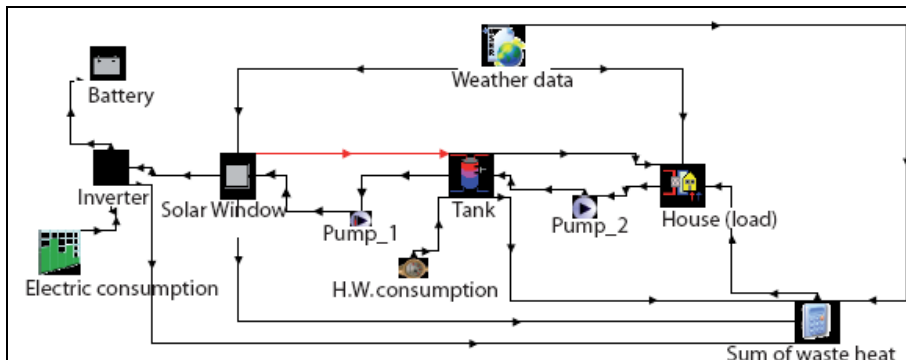 Weather data
Battery
Inverter
Solar Window
Tank
House (load)
Pump_1
Pump_2
Electric consumption
H.W.consumption
Sum of waste heat